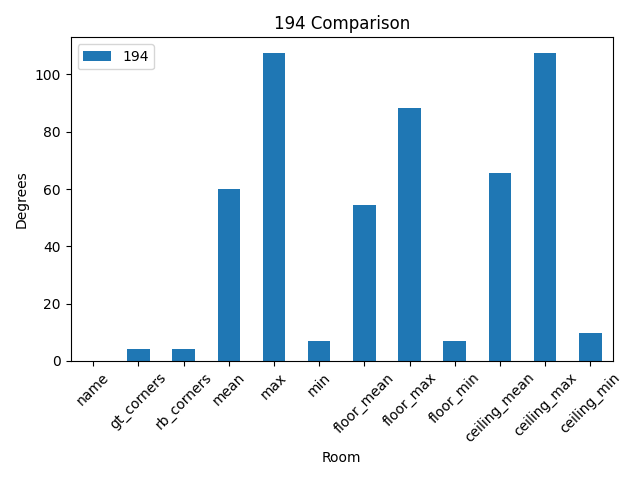 194 Comparison
194
100
80
60
40
20
0
Degrees
name
gt_corners
rb_corners
mean
max
min
floor_mean
floor_max
floor_min
ceiling_mean
ceiling_max
ceiling_min
Room